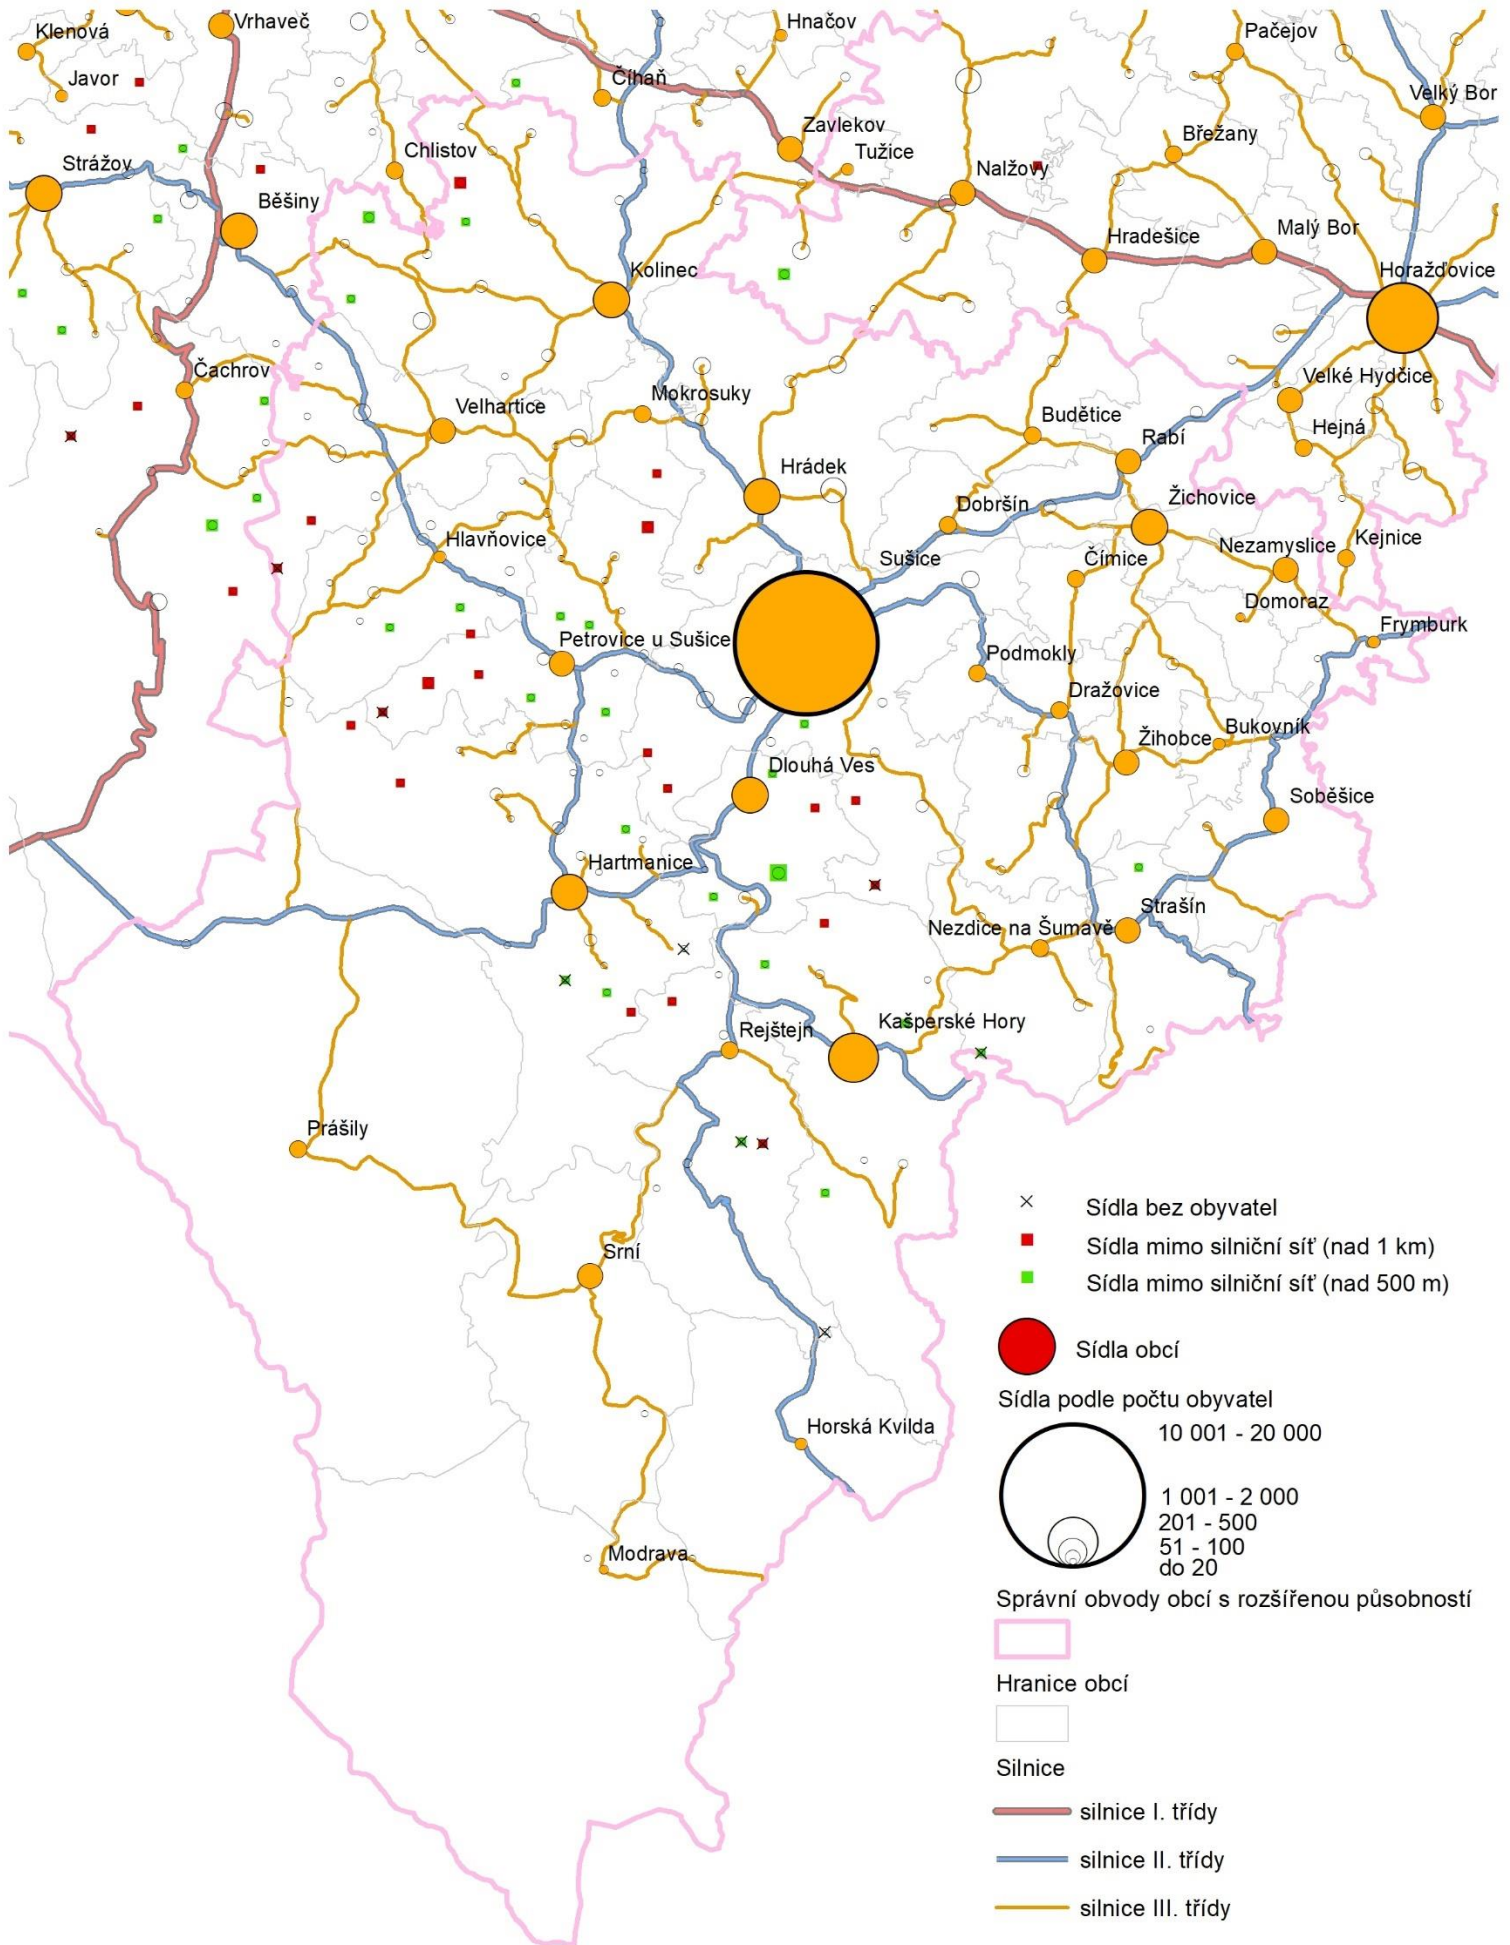 Vrhaveč
Hnačov
Klenová
Pačejov
Javor
Číhaň
Velký Bor
Zavlekov
Břežany
Strážov
Chlistov
Tužice
Nalžovy
Běšiny
Hradešice
Malý Bor
Kolinec
Horažďovice
Čachrov
Velké Hydčice
Velhartice
Mokrosuky
Budětice
Hejná
Rabí
Hrádek
Žichovice
Dobršín
Hlavňovice
Sušice
Čímice
Nezamyslice
Kejnice
Domoraz
Frymburk
Petrovice u Sušice
Podmokly
Dražovice
Bukovník
Žihobce
Dlouhá Ves
Soběšice
Hartmanice
Strašín
Nezdice na Šumavě
Rejštejn
Kašperské Hory
Prášily
Srní
Horská Kvilda
Modrava
Sídla bez obyvatel
Sídla mimo silniční síť (nad 1 km)
Sídla mimo silniční síť (nad 500 m)
Sídla obcí
Sídla podle počtu obyvatel
10 001 - 20 000
1 001 - 2 000
201 - 500
51 - 100
do 20
Správní obvody obcí s rozšířenou působností
Hranice obcí
Silnice
silnice I. třídy
silnice II. třídy
silnice III. třídy